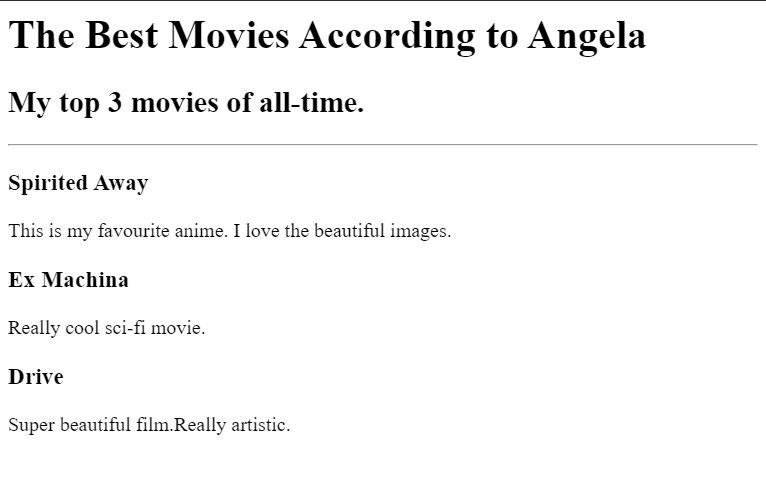 The Best Movies According to Angela
My top 3 movies of all-time.
Spirited Away
This is my favourite anime. I love the beautiful images.
Ex Machina
Really cool sci-fi movie.
Drive
Super beautiful film.Really artistic.